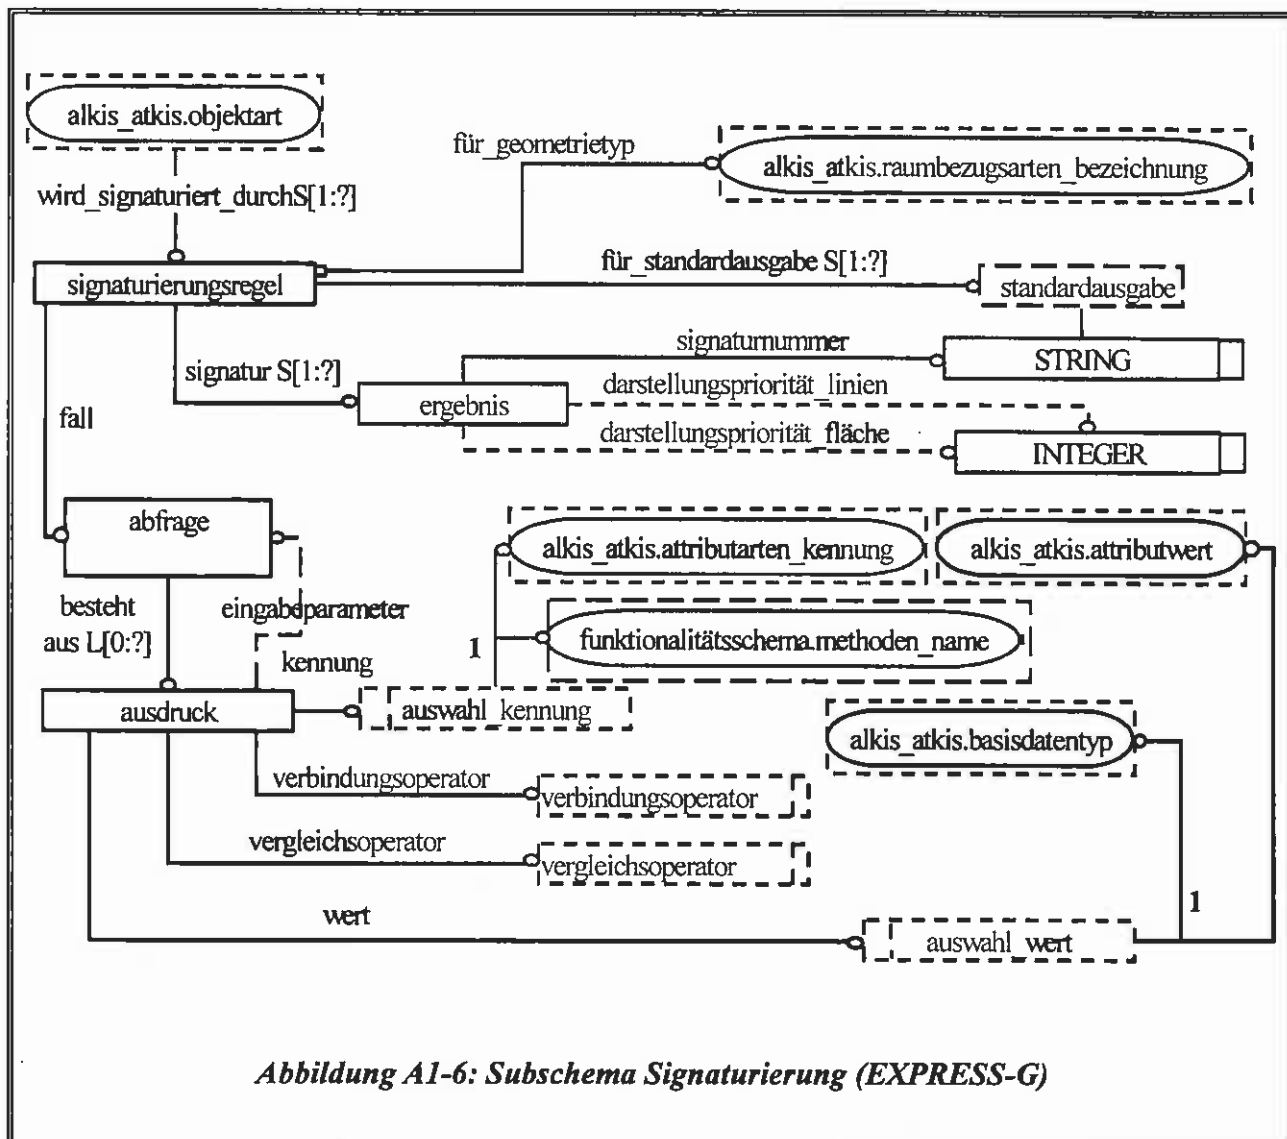 alkis_atkis.objektart
für_geometrietyp
alkis_atkis.raumbezugsarten_bezeichnung
wird_signaturiert_durchS[1:?]
für_standardausgabe S[1:?]
signaturierungsregel
standardausgabe
signaturnummer
STRING
signatur S[1:?]
darstellungspriorität_linien
ergebnis
fall
darstellungspriorität_fläche
INTEGER
abfrage
alkis_atkis.attributarten_kennung
alkis_atkis.attributwert
besteht
aus L[0:?]
eingabeparameter
1
funktionalitätsschema.methoden_name
kennung
ausdruck
auswahl_kennung
alkis_atkis.basisdatentyp
verbindungsoperator
verbindungsoperator
vergleichsoperator
vergleichsoperator
wert
1
auswahl_wert
Abbildung A1-6: Subschema Signaturierung (EXPRESS-G)